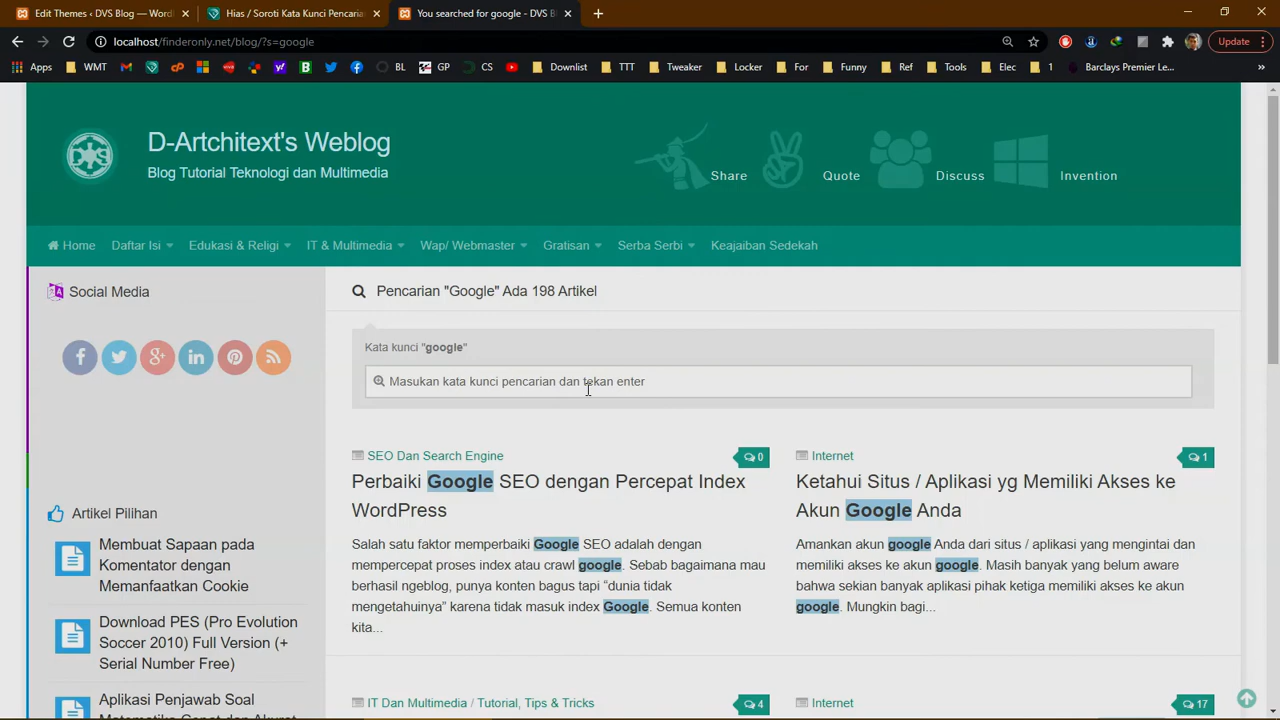 Edit Themes ‹ DVS Blog — Word
Hias / Soroti Kata Kunci Pencaria
You searched for google - DVS B
localhost/finderonly.net/blog/?s=google
Update
Apps
WMT
BL
GP
CS
Downlist
TTT
Tweaker
Locker
For
Funny
Ref
Tools
Elec
1
Barclays Premier Le...
D-Artchitext's Weblog
Blog Tutorial Teknologi dan Multimedia
Share
Quote
Discuss
Invention
Home
Daftar Isi
Edukasi & Religi
IT & Multimedia
Wap/ Webmaster
Gratisan
Serba Serbi
Keajaiban Sedekah
Social Media
Artikel Pilihan
Membuat Sapaan pada
Komentator dengan
Memanfaatkan Cookie
Download PES (Pro Evolution
Soccer 2010) Full Version (+
Serial Number Free)
Aplikasi Penjawab Soal
Pencarian "Google" Ada 198 Artikel
Kata kunci "google"
Masukan kata kunci pencarian dan tekan enter
SEO Dan Search Engine
0
Perbaiki Google SEO dengan Percepat Index
WordPress
Salah satu faktor memperbaiki Google SEO adalah dengan
mempercepat proses index atau crawl google. Sebab bagaimana mau
berhasil ngeblog, punya konten bagus tapi “dunia tidak
mengetahuinya” karena tidak masuk index Google. Semua konten
kita...
Internet
1
Ketahui Situs / Aplikasi yg Memiliki Akses ke
Akun Google Anda
Amankan akun google Anda dari situs / aplikasi yang mengintai dan
memiliki akses ke akun google. Masih banyak yang belum aware
bahwa sekian banyak aplikasi pihak ketiga memiliki akses ke akun
google. Mungkin bagi...
IT Dan Multimedia / Tutorial, Tips & Tricks
4
Internet
17